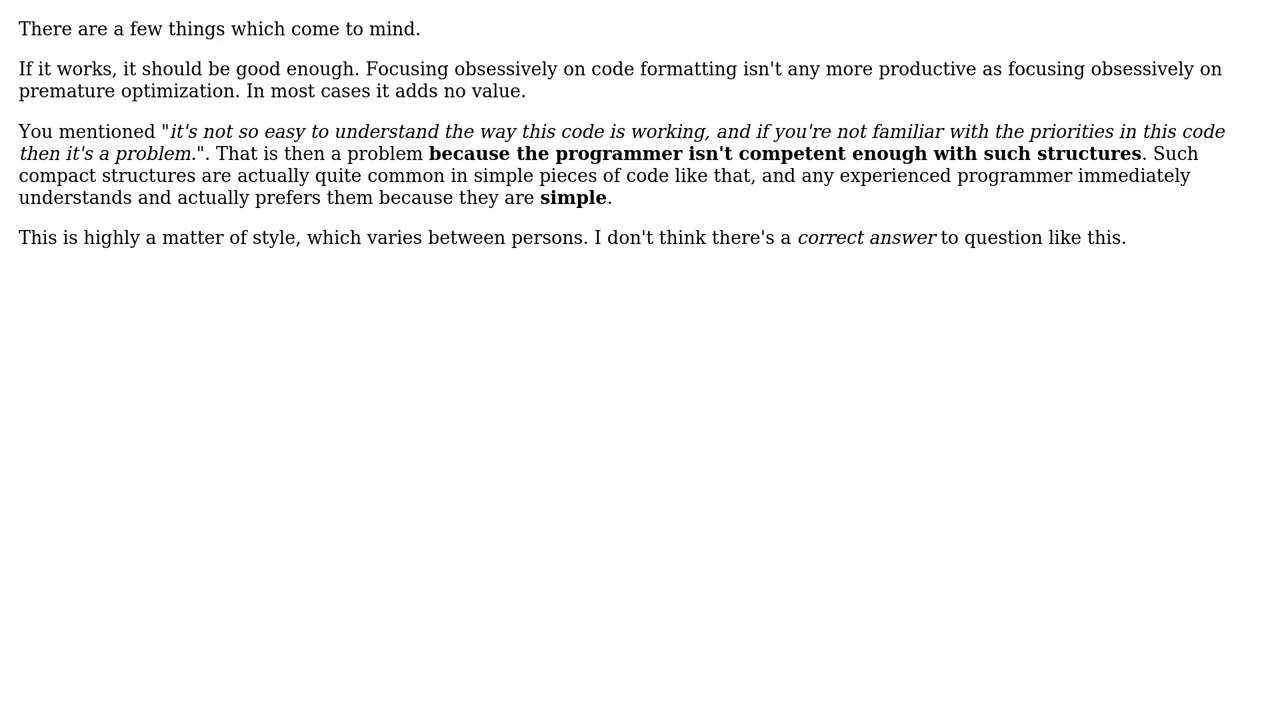 There are a few things which come to mind.
If it works, it should be good enough. Focusing obsessively on code formatting isn't any more productive as focusing obsessively on
premature optimization. In most cases it adds no value.
You mentioned "it's not so easy to understand the way this code is working, and if you're not familiar with the priorities in this code
then it's a problem.". That is then a problem because the programmer isn't competent enough with such structures. Such
compact structures are actually quite common in simple pieces of code like that, and any experienced programmer immediately
understands and actually prefers them because they are simple.
This is highly a matter of style, which varies between persons. I don't think there's a correct answer to question like this.